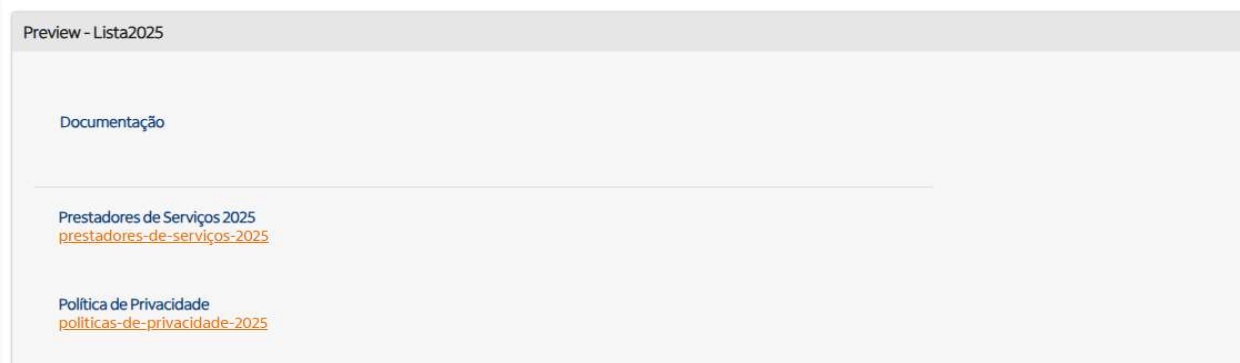 Preview - Lista2025
Documentação
Prestadores de Serviços 2025
prestadores-de-serviços-2025
Política de Privacidade
politicas-de-privacidade-2025